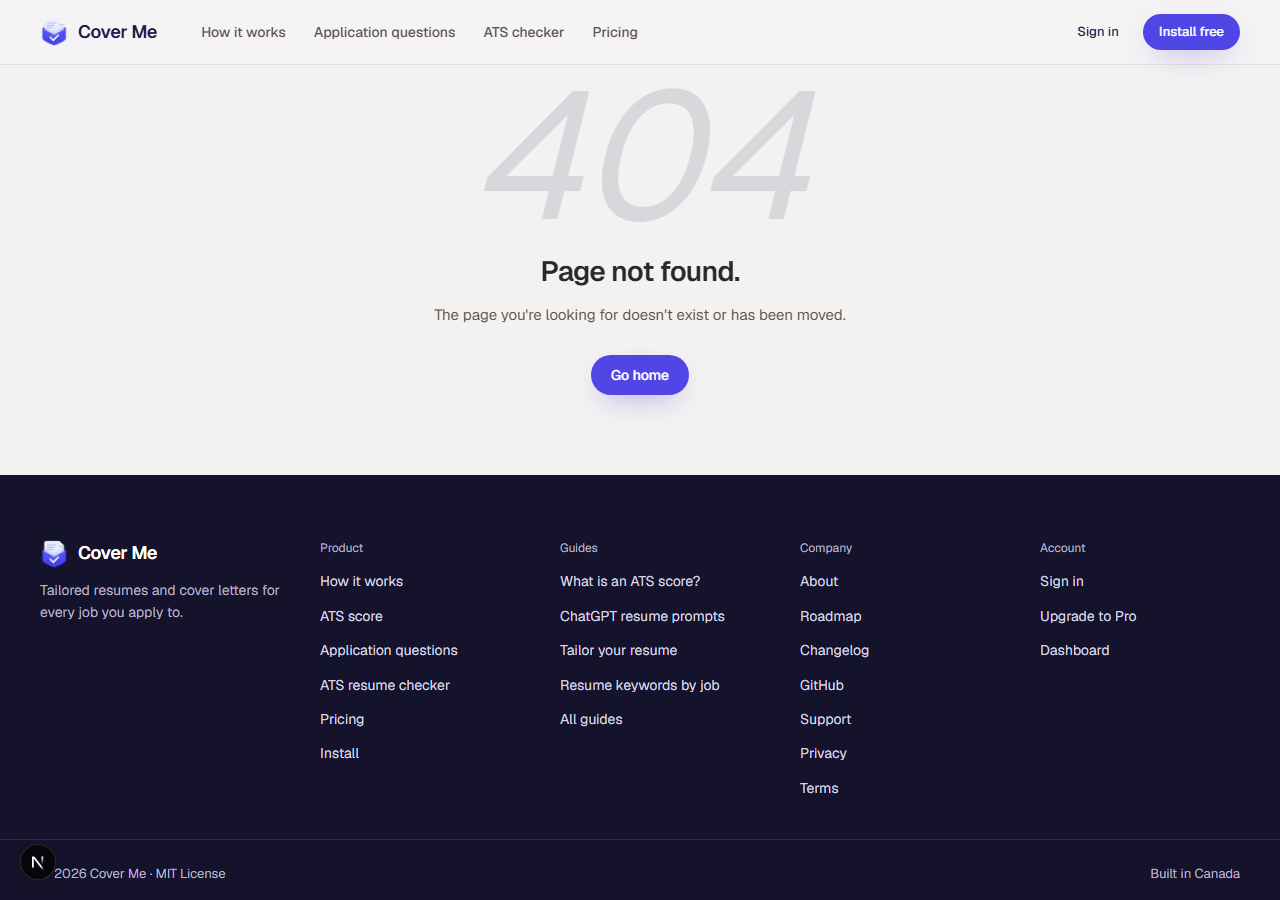 Cover Me
How it works
Application questions
ATS checker
Pricing
Sign in
Install free
404
Page not found.
The page you're looking for doesn't exist or has been moved.
Go home
Cover Me
Tailored resumes and cover letters for
every job you apply to.
Product
How it works
ATS score
Application questions
ATS resume checker
Pricing
Install
Guides
What is an ATS score?
ChatGPT resume prompts
Tailor your resume
Resume keywords by job
All guides
Company
About
Roadmap
Changelog
GitHub
Support
Privacy
Terms
Account
Sign in
Upgrade to Pro
Dashboard
N
2026 Cover Me · MIT License
Built in Canada